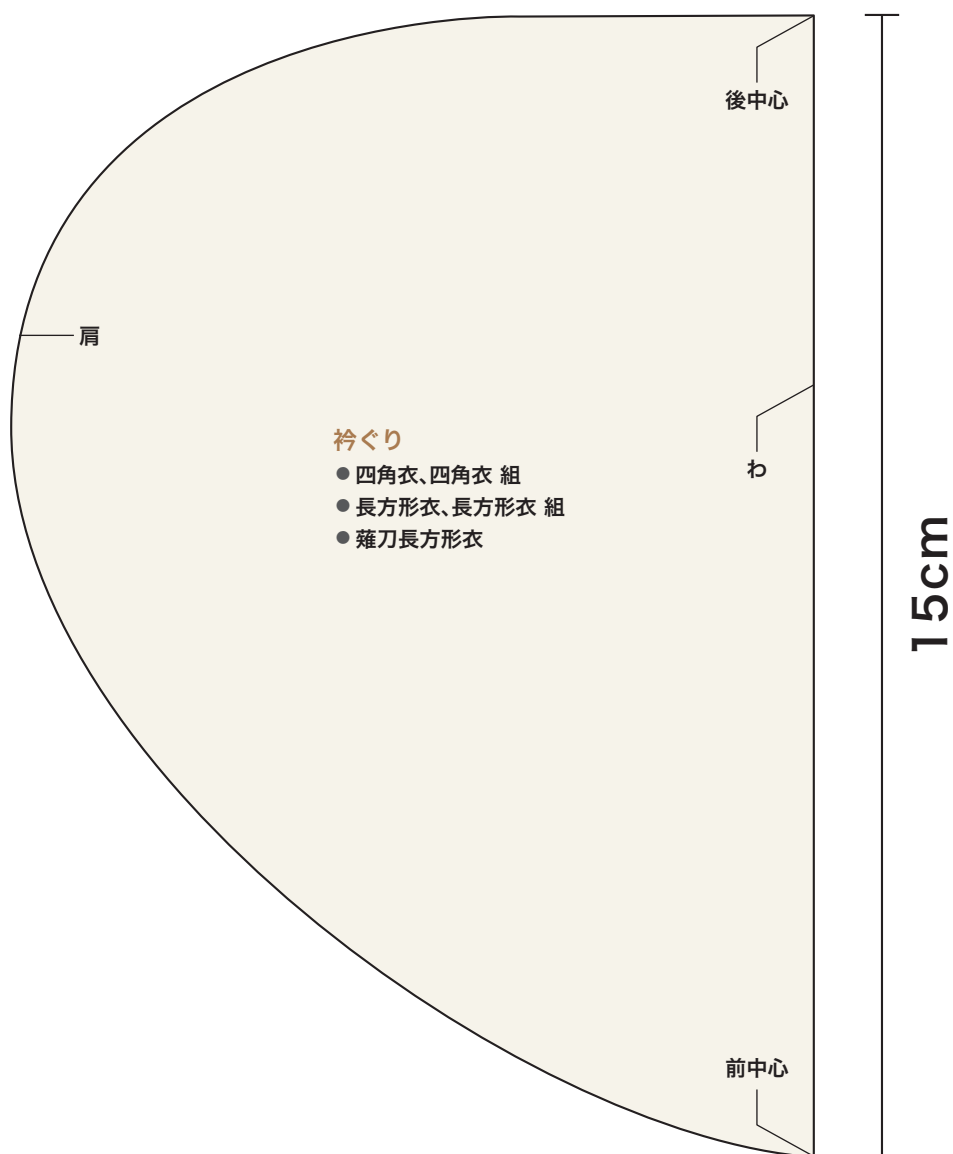 後中心
肩
衿ぐり
●四角衣、四角衣 組
●長方形衣、長方形衣 組
●薙刀長方形衣
わ
15cm
前中心